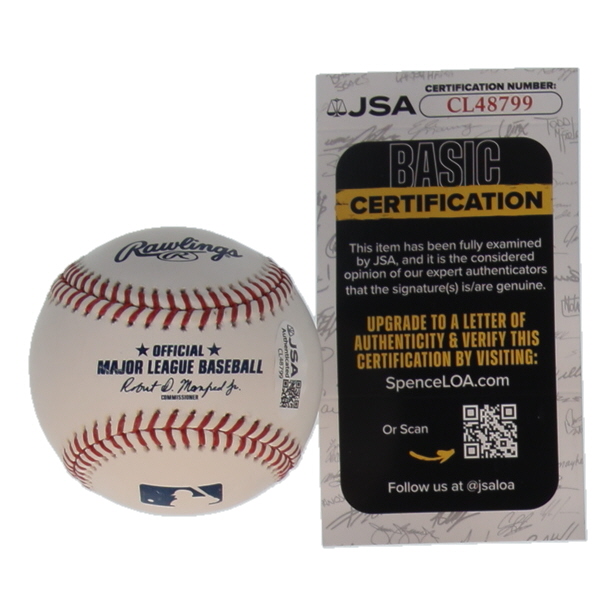 Rawlings
R
OFFICIAL
MAJOR LEAGUE BASEBALL
Robert D. Manfred Jr.
COMMISSIONER
JSA
Authenticated
CL48799
JSA
CERTIFICATION NUMBER:
CL48799
BASIC
CERTIFICATION
This item has been fully examined
by JSA, and it is the considered
opinion of our expert authenticators
that the signature(s) is/are genuine.
UPGRADE TO A LETTER OF
AUTHENTICITY & VERIFY THIS
CERTIFICATION BY VISITING:
SpenceLOA.com
Or Scan
Follow us at @jsaloa